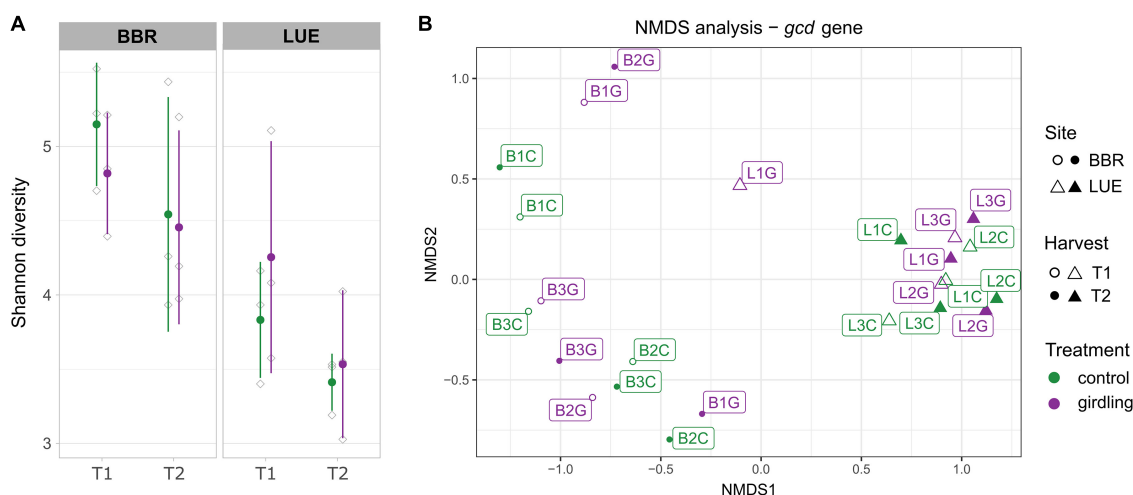 A
BBR
LUE
Shannon diversity
5
4
3
T1
T2
T1
T2
B
NMDS analysis − gcd gene
NMDS2
1.0
0.5
0.0
−0.5
B2G
B1G
B1C
B1C
L1G
L3G
L3G
L2C
L1C
L1G
L2C
L2G
L1C
B3G
B3C
L3C
L3C
L2G
B3G
B2C
B3C
B2G
B1G
B2C
−1.0
−0.5
0.0
0.5
1.0
NMDS1
Site
BBR
LUE
Harvest
T1
T2
Treatment
control
girdling